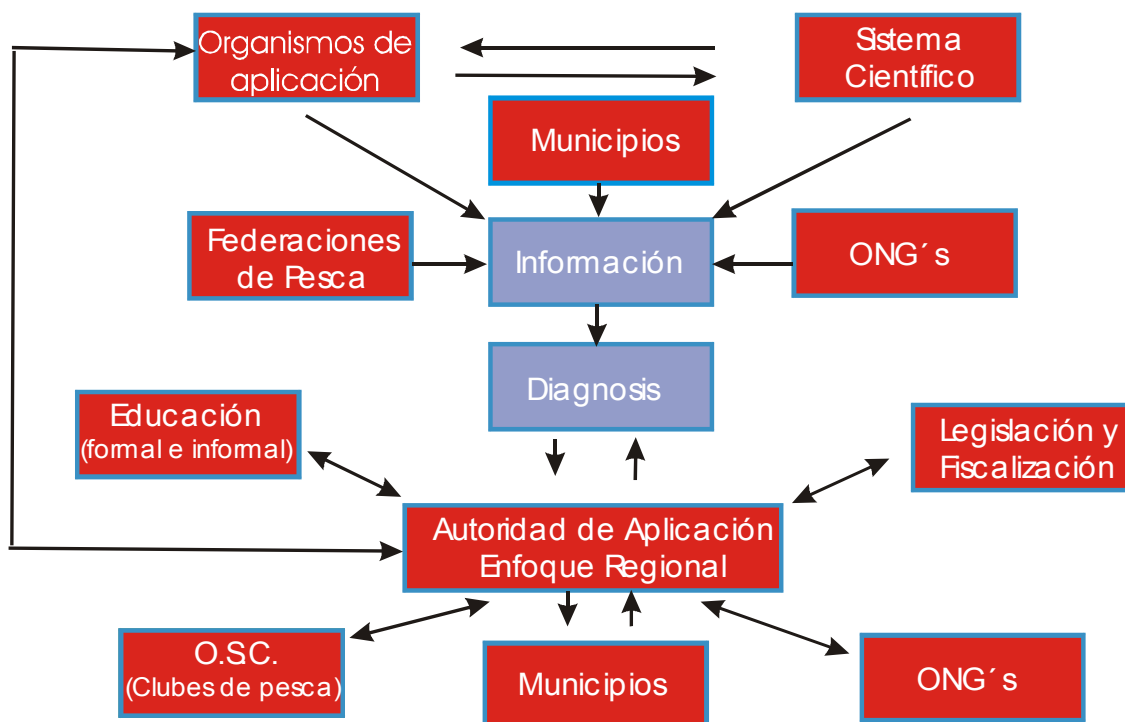 Organismos de
aplicación
Sistema
Científico
Municipios
Federaciones
de Pesca
Información
ONG´s
Diagnosis
Educación
(formal e informal)
Legislación y
Fiscalización
Autoridad de Aplicación
Enfoque Regional
O.S.C.
(Clubes de pesca)
Municipios
ONG´s